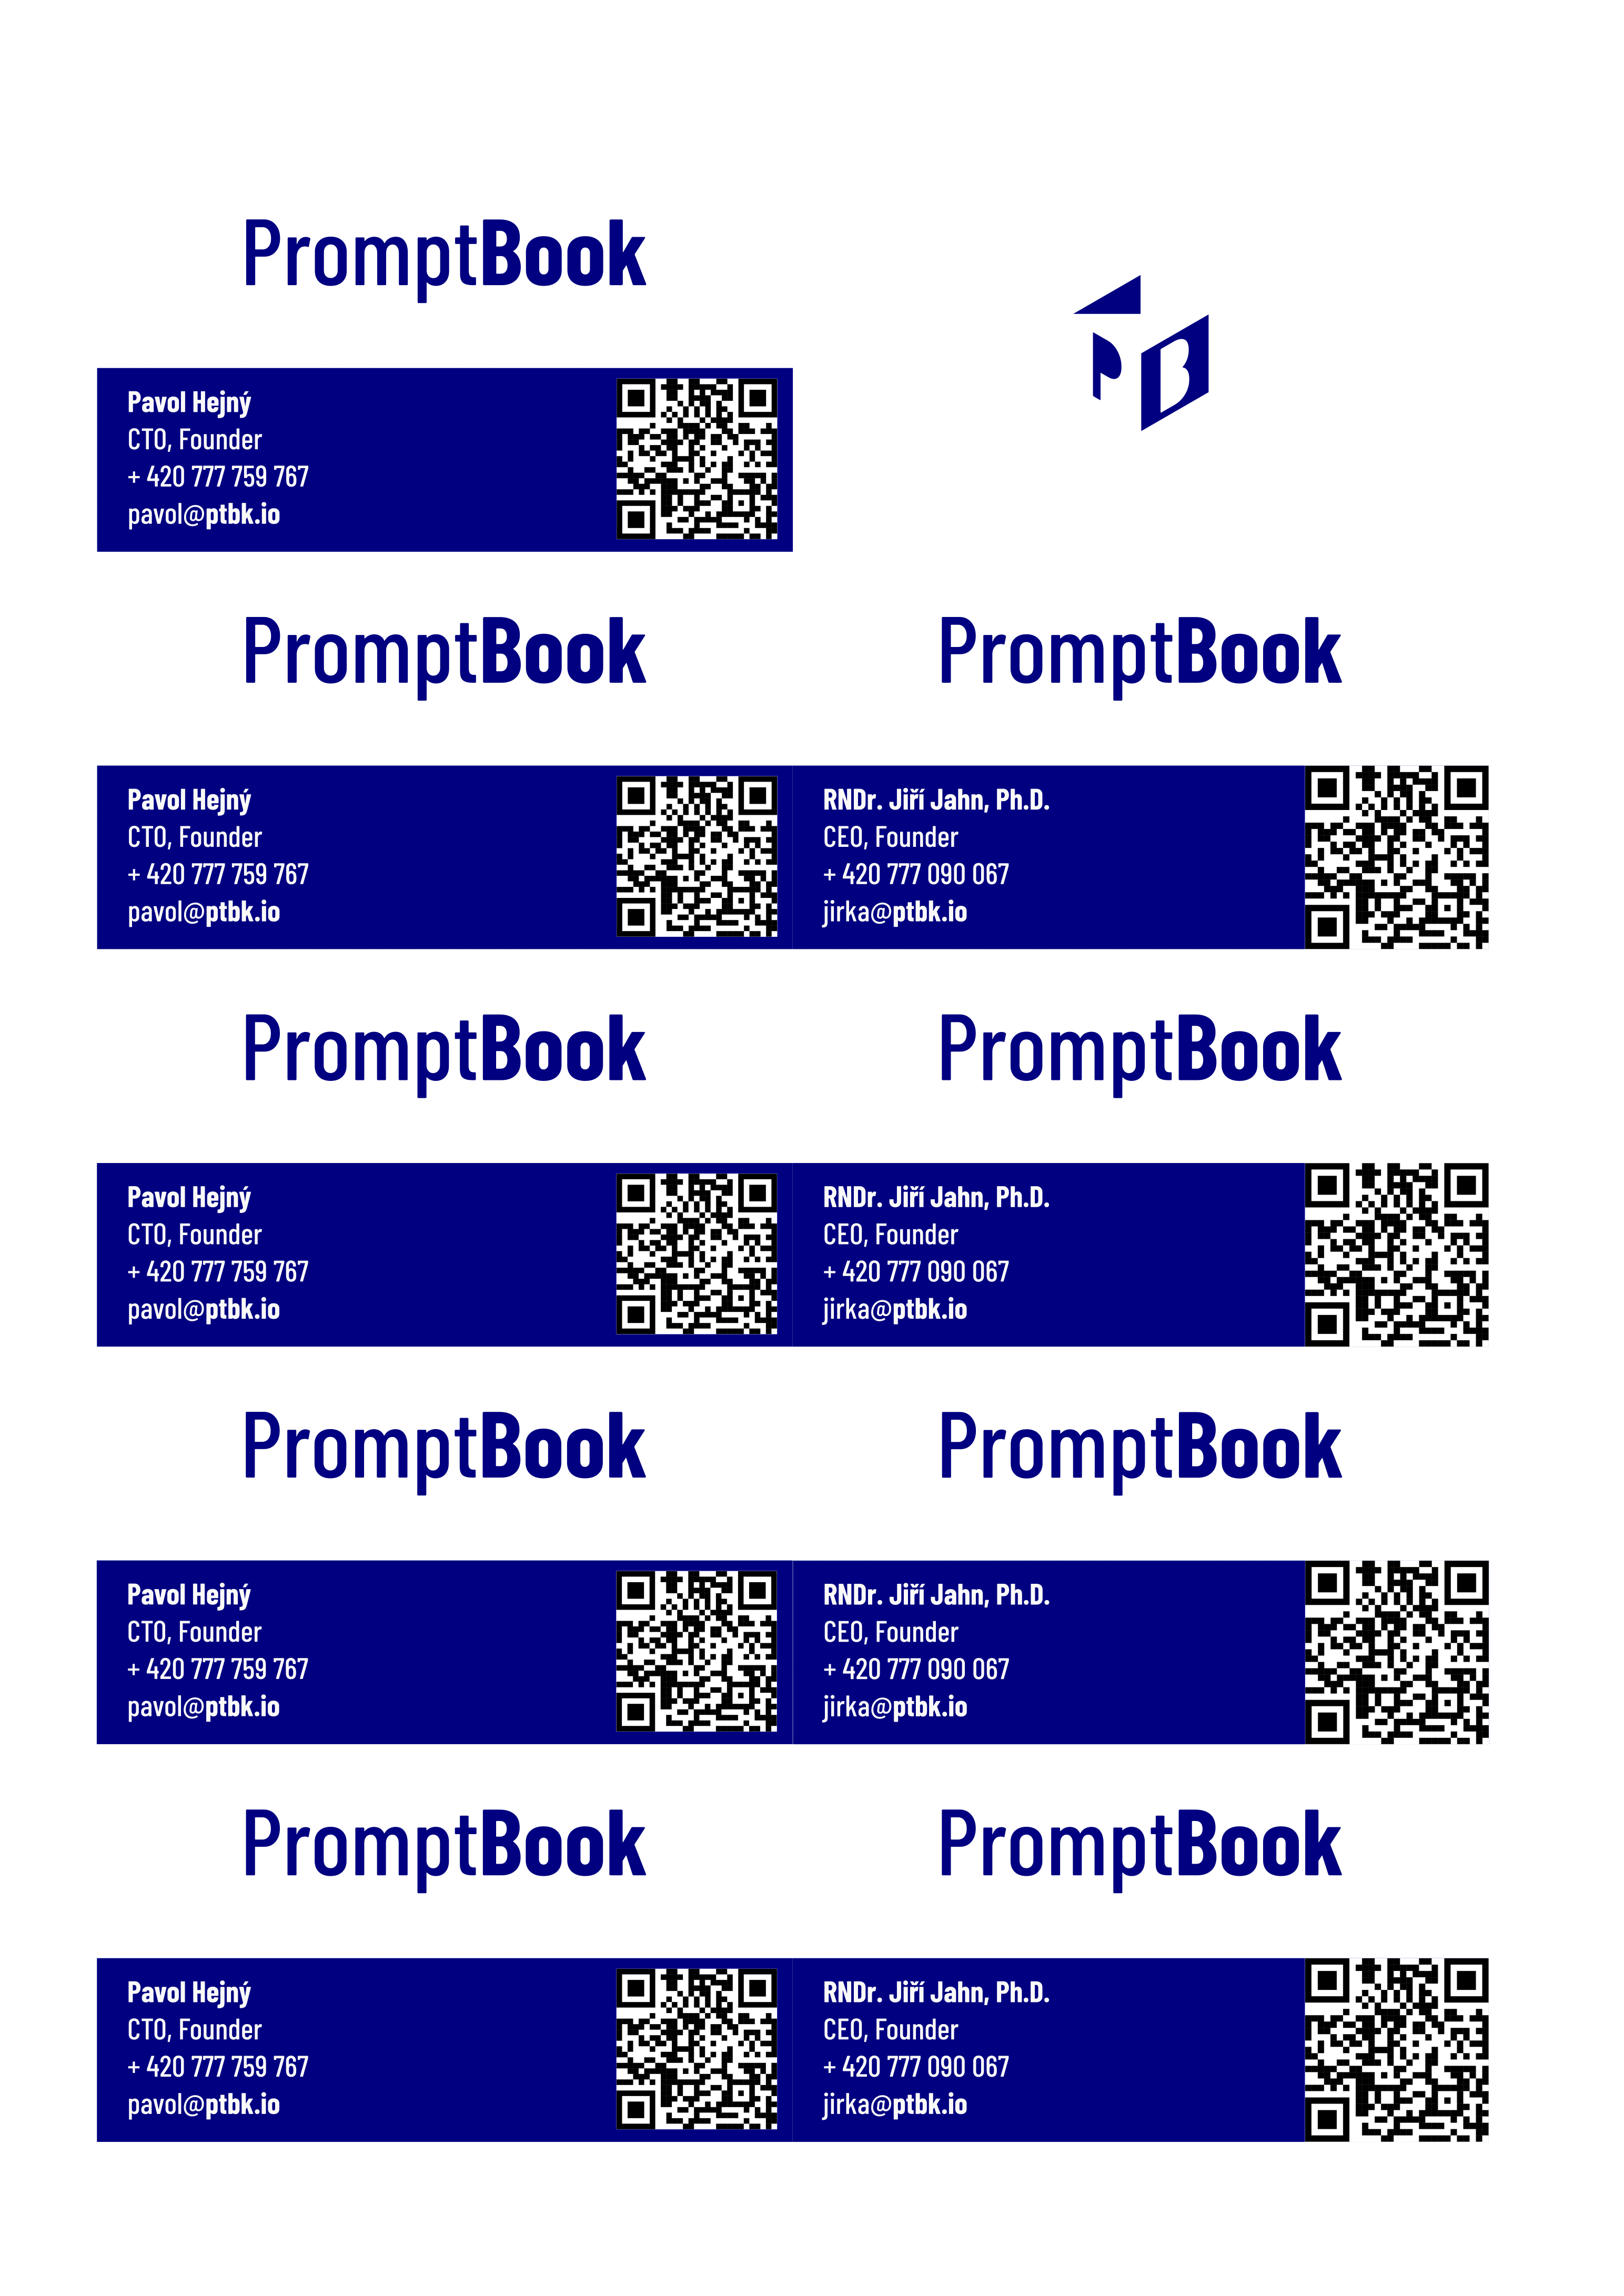 PromptBook
Pavol Hejný
CTO, Founder
+ 420 777 759 767
pavol@ptbk.io
PB
PromptBook
Pavol Hejný
CTO, Founder
+ 420 777 759 767
pavol@ptbk.io
PromptBook
RNDr. Jiří Jahn, Ph.D.
CEO, Founder
+ 420 777 090 067
jirka@ptbk.io
PromptBook
Pavol Hejný
CTO, Founder
+ 420 777 759 767
pavol@ptbk.io
PromptBook
RNDr. Jiří Jahn, Ph.D.
CEO, Founder
+ 420 777 090 067
jirka@ptbk.io
PromptBook
Pavol Hejný
CTO, Founder
+ 420 777 759 767
pavol@ptbk.io
PromptBook
RNDr. Jiří Jahn, Ph.D.
CEO, Founder
+ 420 777 090 067
jirka@ptbk.io
PromptBook
Pavol Hejný
CTO, Founder
+ 420 777 759 767
pavol@ptbk.io
PromptBook
RNDr. Jiří Jahn, Ph.D.
CEO, Founder
+ 420 777 090 067
jirka@ptbk.io